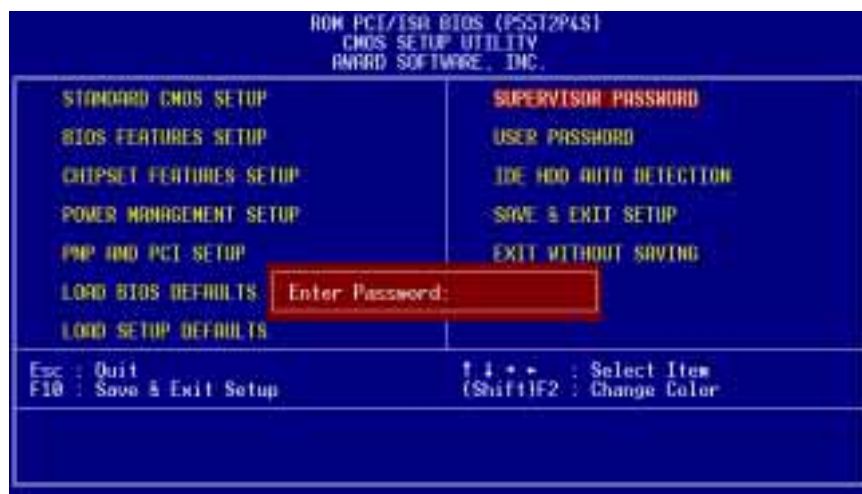 ROM PCI/ISA BIOS (P55T2P4S)
CMOS SETUP UTILITY
AWARD SOFTWARE, INC.
STANDARD CMOS SETUP
BIOS FEATURES SETUP
CHIPSET FEATURES SETUP
POWER MANAGEMENT SETUP
PNP AND PCI SETUP
LOAD BIOS DEFAULTS
LOAD SETUP DEFAULTS
SUPERVISOR PASSWORD
USER PASSWORD
IDE HDD AUTO DETECTION
SAVE & EXIT SETUP
EXIT WITHOUT SAVING
Enter Password:
Esc : Quit
F10 : Save & Exit Setup
↑ ↓ → ← : Select Item
(Shift)F2 : Change Color